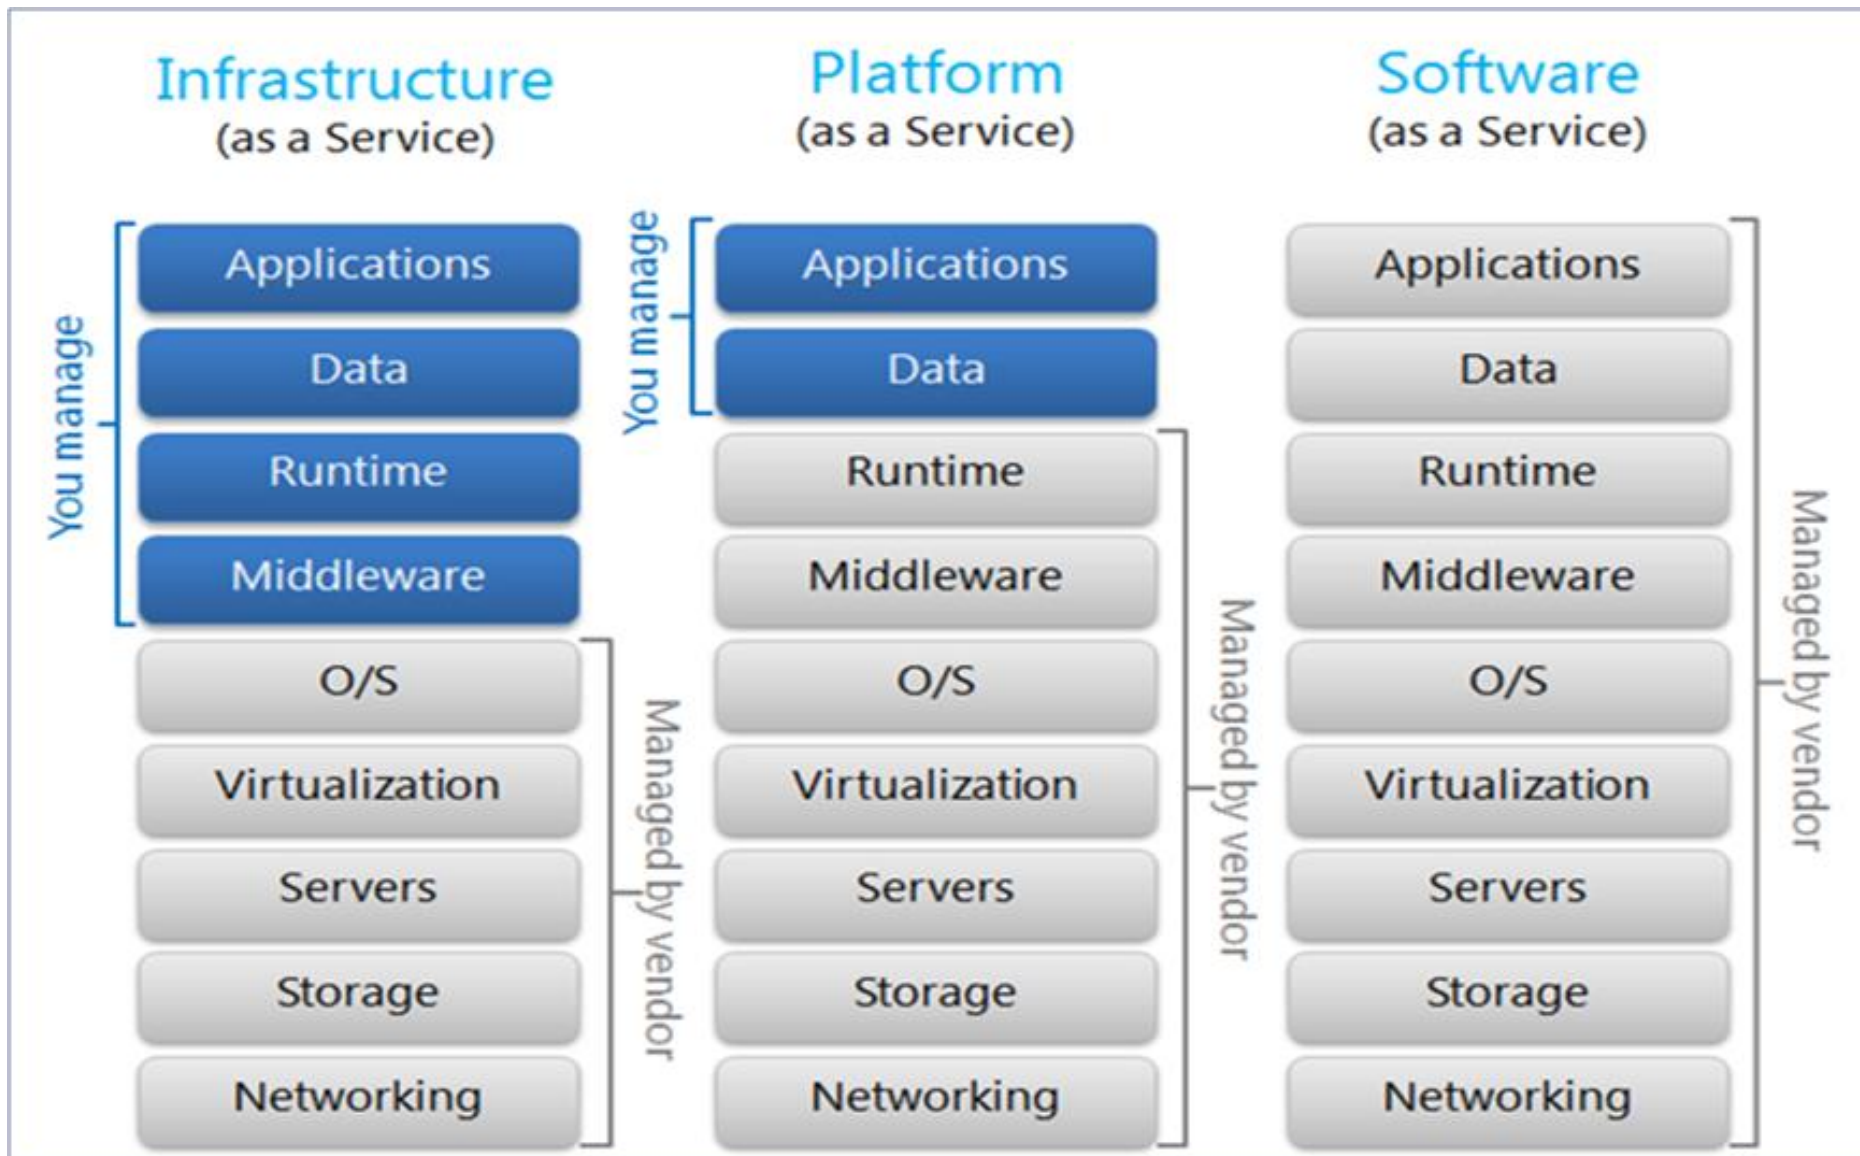 Infrastructure
(as a Service)
You manage
Applications
Data
Runtime
Middleware
O/S
Virtualization
Servers
Storage
Networking
Managed by vendor
Platform
(as a Service)
You manage
Applications
Data
Runtime
Middleware
O/S
Virtualization
Servers
Storage
Networking
Managed by vendor
Software
(as a Service)
Applications
Data
Runtime
Middleware
O/S
Virtualization
Servers
Storage
Networking
Managed by vendor